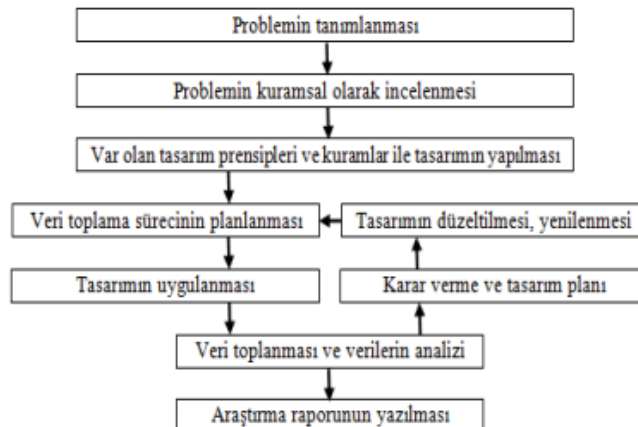 Problemin tanımlanması
Problemin kuramsal olarak incelenmesi
Var olan tasarım prensipleri ve kuramlar ile tasarımın yapılması
Veri toplama sürecinin planlanması
Tasarımın düzeltilmesi, yenilenmesi
Tasarımın uygulanması
Karar verme ve tasarım planı
Veri toplanması ve verilerin analizi
Araştırma raporunun yazılması